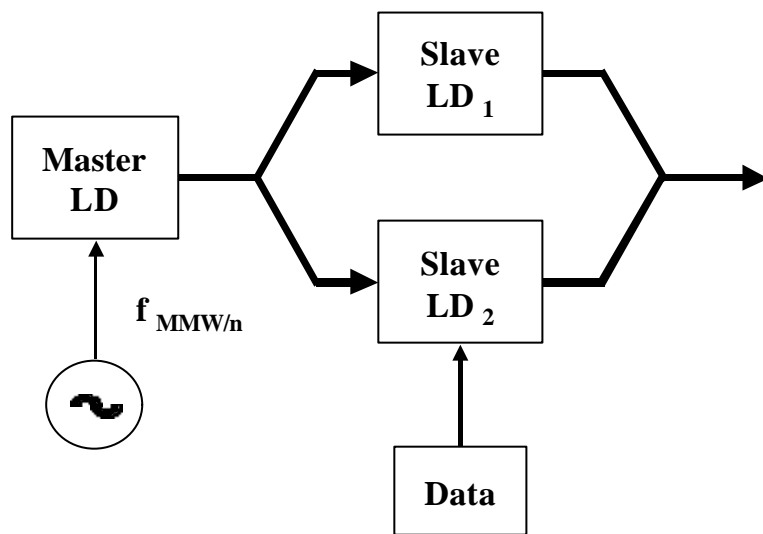 Slave
LD 1
Master
LD
Slave
LD 2
f MMW/n
Data